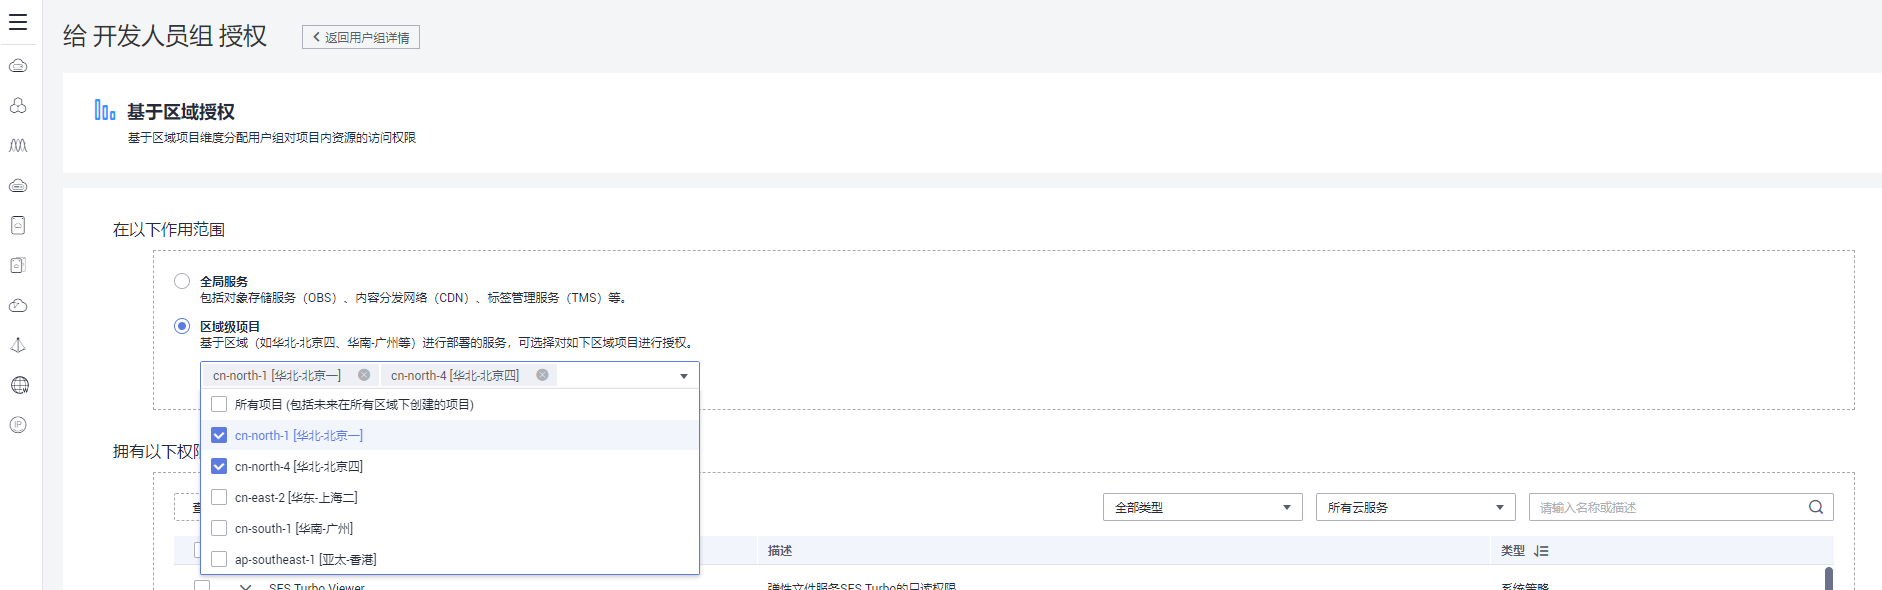 给 开发人员组 授权
返回用户组详情
基于区域授权
基于区域项目维度分配用户组对项目内资源的访问权限
在以下作用范围
全局服务
包括对象存储服务（OBS）、内容分发网络（CDN）、标签管理服务（TMS）等。
区域级项目
基于区域（如华北-北京四、华南-广州等）进行部署的服务，可选择对如下区域项目进行授权。
cn-north-1 [华北-北京一] cn-north-4 [华北-北京四]
所有项目 (包括未来在所有区域下创建的项目)
cn-north-1 [华北-北京一]
cn-north-4 [华北-北京四]
cn-east-2 [华东-上海二]
cn-south-1 [华南-广州]
ap-southeast-1 [亚太-香港]
拥有以下权
全部类型 所有云服务 请输入名称或描述
描述 类型
SFS Turbo Viewer 弹性文件服务SFS Turbo的只读权限 系统策略
IP